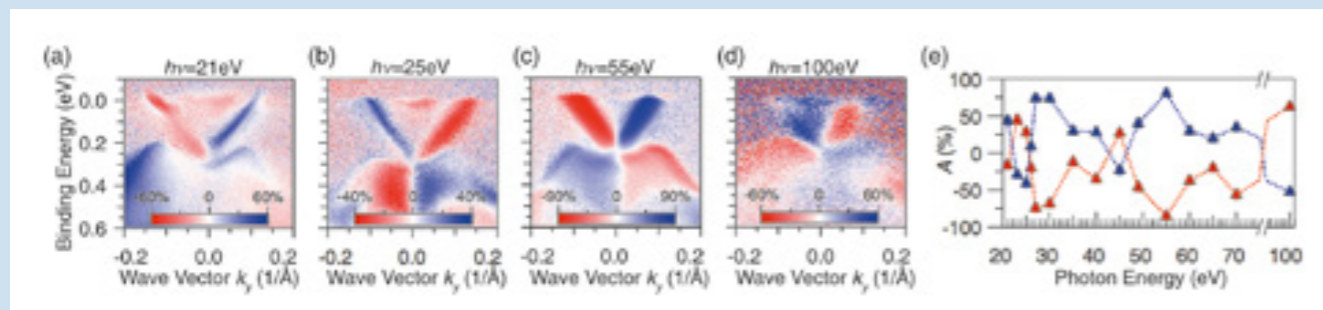 (a) hν=21eV (b) hν=25eV (c) hν=55eV (d) hν=100eV (e)
Binding Energy (eV)
0.0
0.2
0.4
0.6
-60% 0 60%
-40% 0 40%
-90% 0 90%
-60% 0 60%
-0.2 0.0 0.2
-0.2 0.0 0.2
-0.2 0.0 0.2
-0.2 0.0 0.2
Wave Vector ky (1/Å)
Wave Vector ky (1/Å)
Wave Vector ky (1/Å)
Wave Vector ky (1/Å)
A (%)
100
50
0
-50
-100
20 30 40 50 60 70 100
Photon Energy (eV)